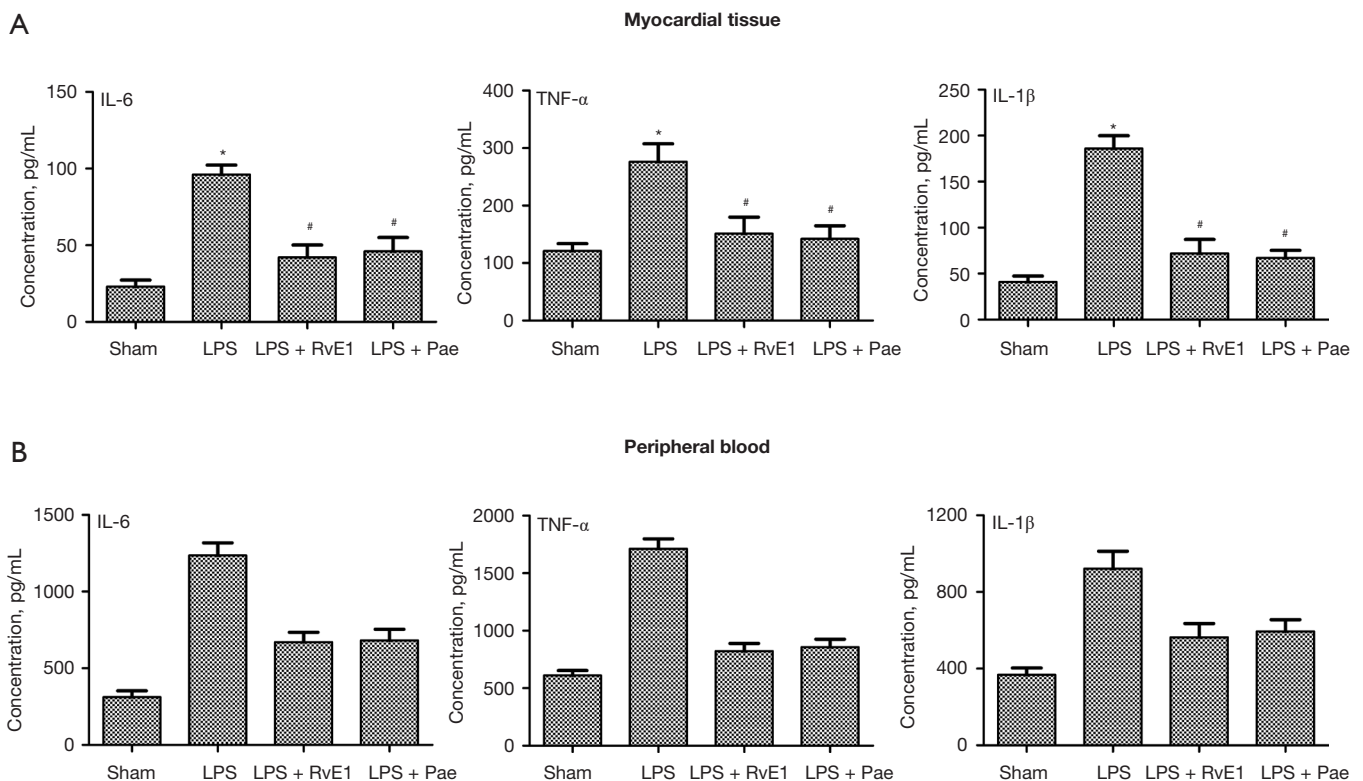 A
Myocardial tissue
IL-6
Concentration, pg/mL
150
100
50
0
*
#
#
Sham LPS LPS + RvE1 LPS + Pae
TNF-α
Concentration, pg/mL
400
300
200
100
0
*
#
#
Sham LPS LPS + RvE1 LPS + Pae
IL-1β
Concentration, pg/mL
250
200
150
100
50
0
*
#
#
Sham LPS LPS + RvE1 LPS + Pae
B
Peripheral blood
IL-6
Concentration, pg/mL
1500
1000
500
0
Sham LPS LPS + RvE1 LPS + Pae
TNF-α
Concentration, pg/mL
2000
1500
1000
500
0
Sham LPS LPS + RvE1 LPS + Pae
IL-1β
Concentration, pg/mL
1200
800
400
0
Sham LPS LPS + RvE1 LPS + Pae